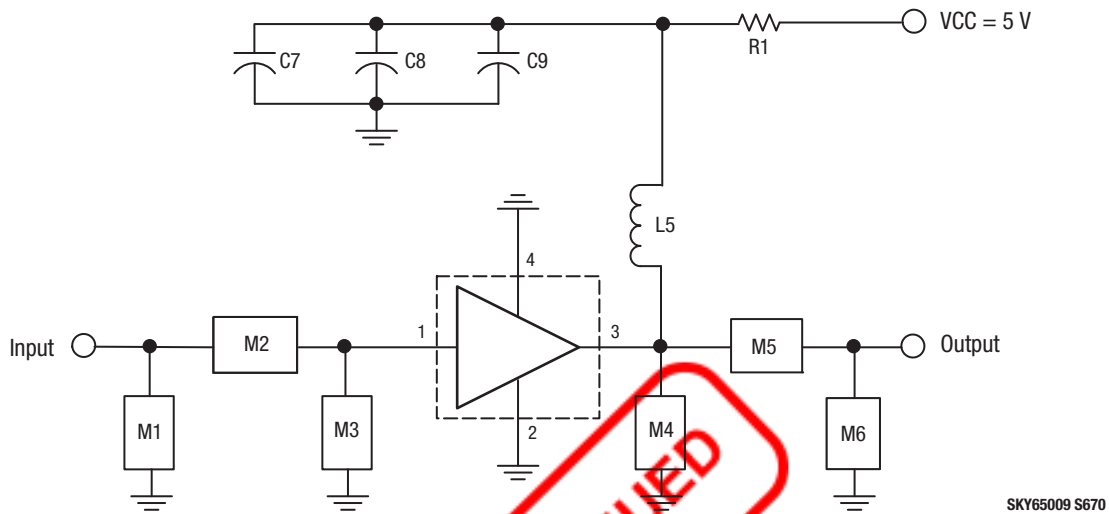 VCC = 5 V
R1
C7
C8
C9
L5
4
1
3
Input
M2
M5
Output
M1
M3
2
M4
M6
SKY65009 S670